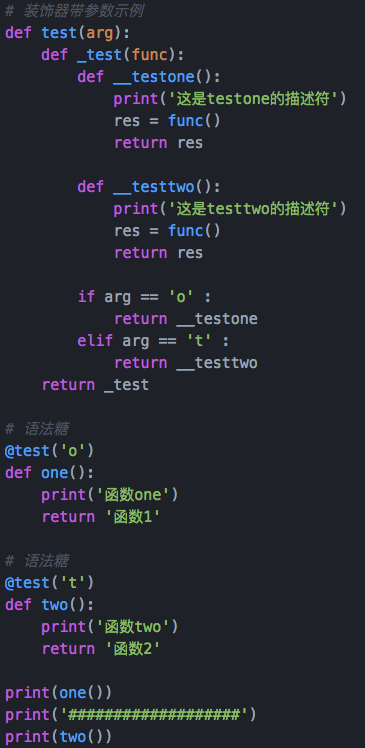 # 装饰器带参数示例
def test(arg):
    def _test(func):
        def __testone():
            print('这是testone的描述符')
            res = func()
            return res

        def __testtwo():
            print('这是testtwo的描述符')
            res = func()
            return res

        if arg == 'o' :
            return __testone
        elif arg == 't' :
            return __testtwo
    return _test

# 语法糖
@test('o')
def one():
    print('函数one')
    return '函数1'

# 语法糖
@test('t')
def two():
    print('函数two')
    return '函数2'

print(one())
print('###################')
print(two())